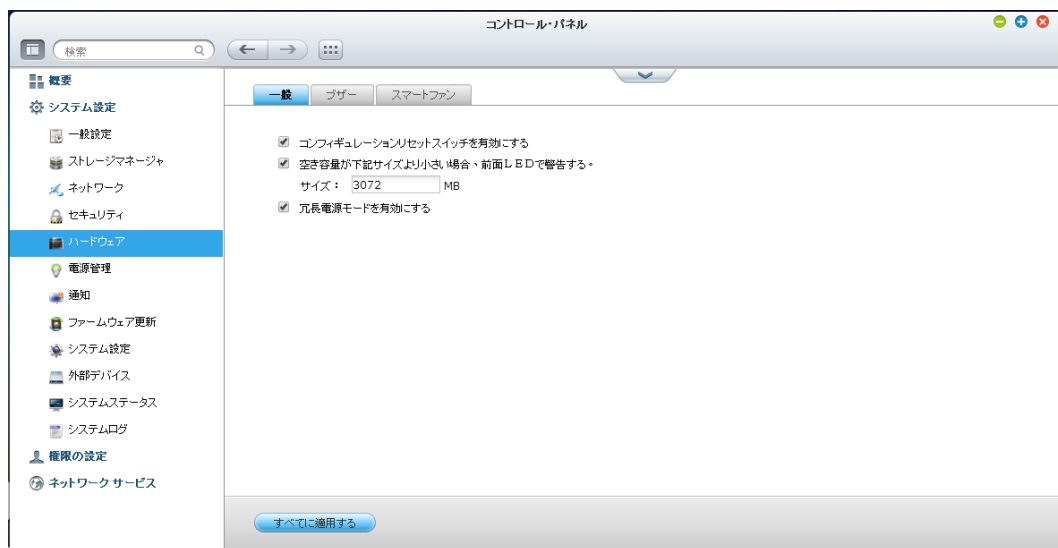 コントロール・パネル
検索
概要
システム設定
一般設定
ストレージマネージャ
ネットワーク
セキュリティ
ハードウェア
電源管理
通知
ファームウェア更新
システム設定
外部デバイス
システムステータス
システムログ
権限の設定
ネットワーク サービス
一般 ブザー スマートファン
コンフィギュレーションリセットスイッチを有効にする
空き容量が下記サイズより小さい場合、前面LEDで警告する。
サイズ： 3072 MB
冗長電源モードを有効にする
すべてに適用する